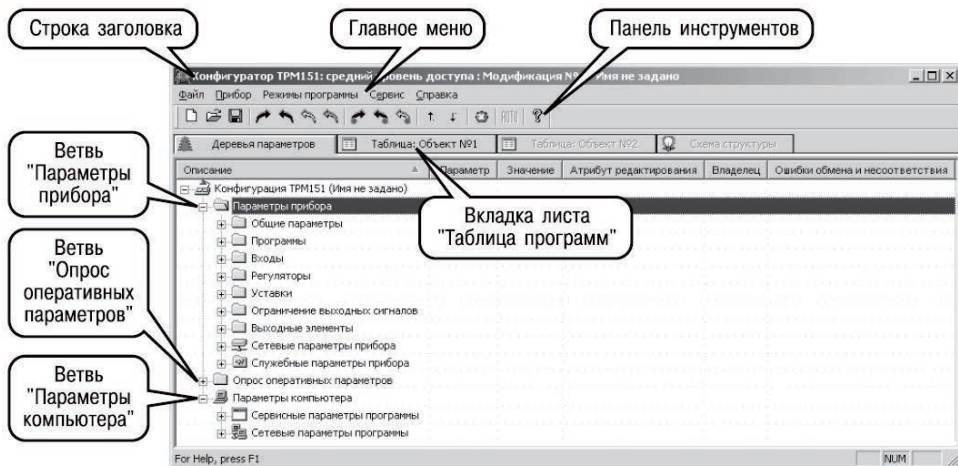 Строка заголовка
Главное меню
Панель инструментов
Конфигуратор ТРМ151: средний уровень доступа : Модификация Имя не задано
Файл Прибор Режимы программы Сервис Справка
AUTO
Деревья параметров Таблица: Объект №1 Таблица: Объект №2 Схема структуры
Описание Параметр Значение Атрибут редактирования Владелец Ошибки обмена и несоответствия
Конфигурация ТРМ151 (Имя не задано)
Параметры прибора
Общие параметры
Программы
Входы
Регуляторы
Уставки
Ограничение выходных сигналов
Выходные элементы
Сетевые параметры прибора
Служебные параметры прибора
Опрос оперативных параметров
Параметры компьютера
Сервисные параметры программы
Сетевые параметры программы
For Help, press F1 NUM
Ветвь
"Параметры
прибора"
Ветвь
"Опрос
оперативных
параметров"
Ветвь
"Параметры
компьютера"
Вкладка листа
"Таблица программ"